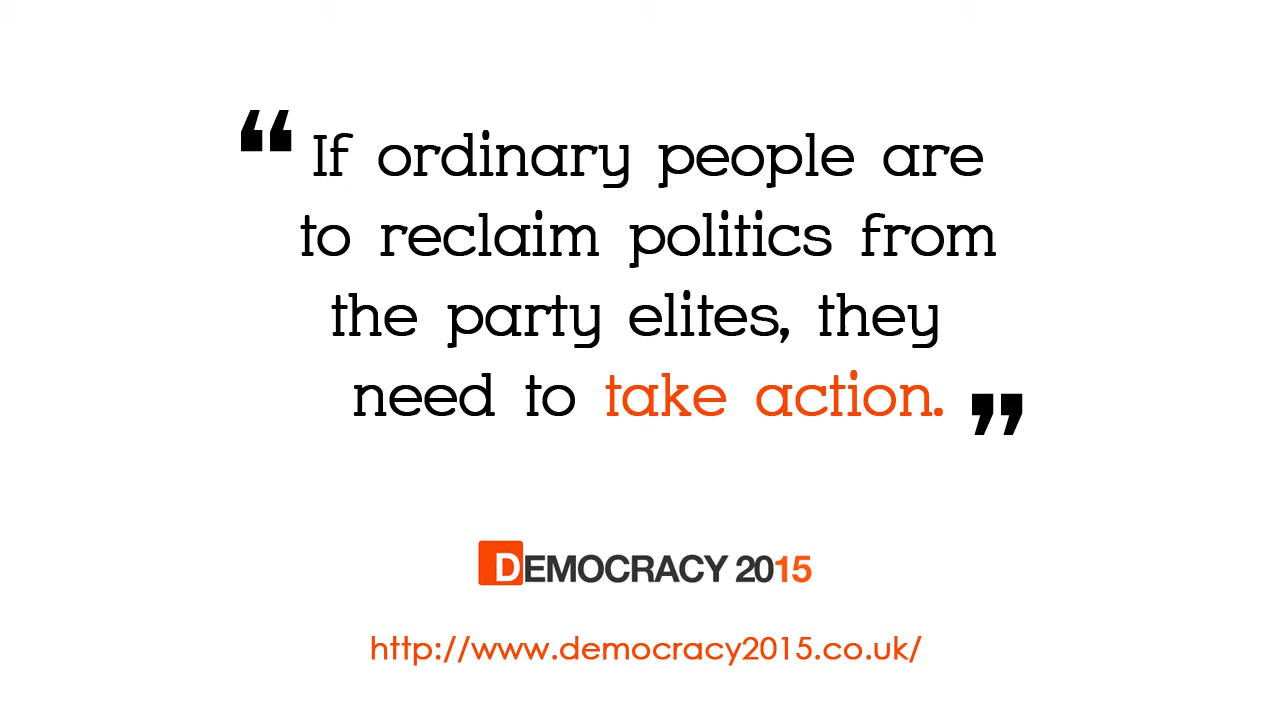 “ If ordinary people are
to reclaim politics from
the party elites, they
need to take action. ”
DEMOCRACY 2015
http://www.democracy2015.co.uk/